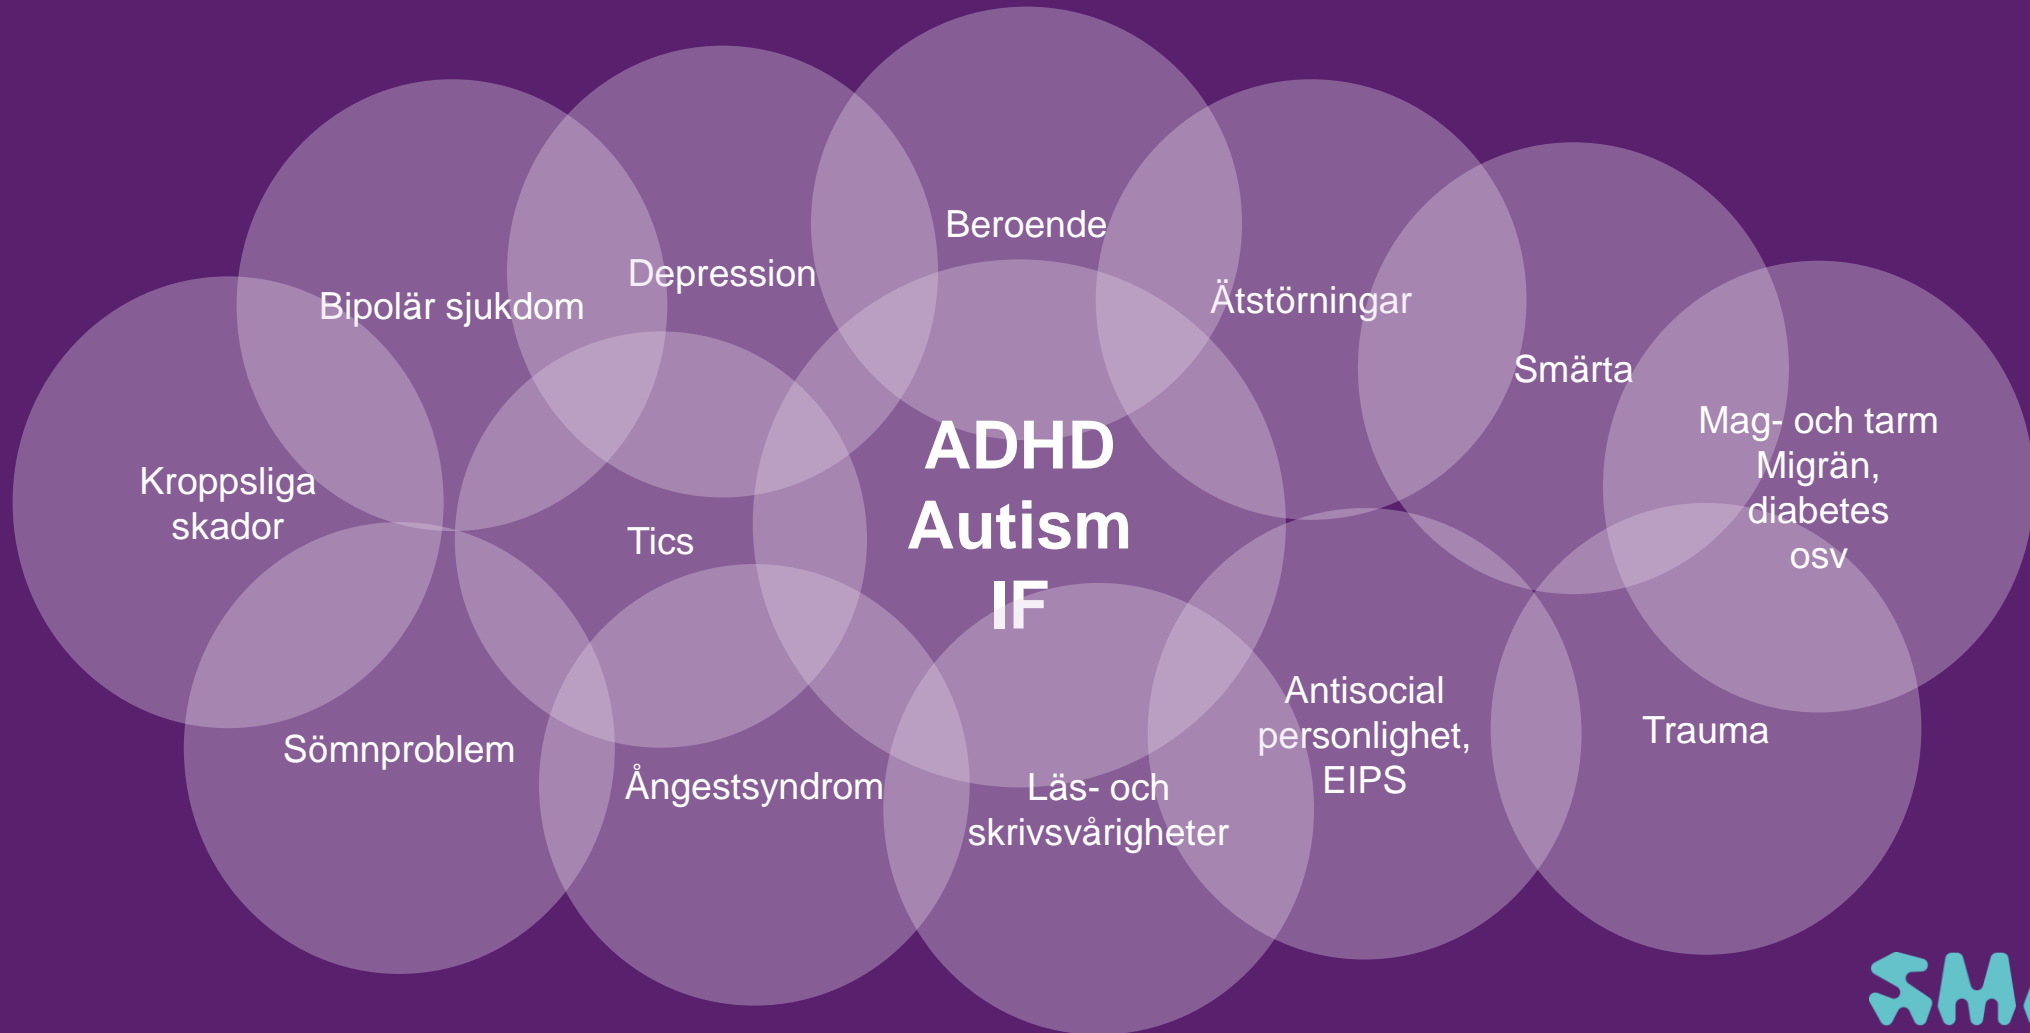 Beroende
Depression
Ätstörningar
Bipolär sjukdom
Smärta
Mag- och tarm
Migrän,
diabetes
osv
ADHD
Autism
IF
Kroppsliga
skador
Tics
Antisocial
personlighet,
EIPS
Trauma
Sömnproblem
Ångestsyndrom
Läs- och
skrivsvårigheter